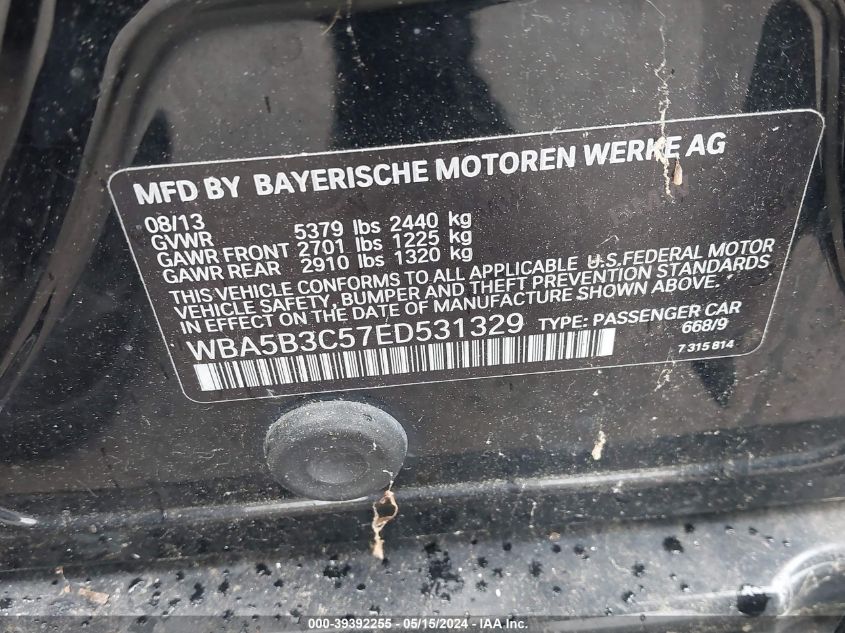 MFD BY BAYERISCHE MOTOREN WERKE AG
08/13
GVWR 5379 lbs 2440 kg
GAWR FRONT 2701 lbs 1225 kg
GAWR REAR 2910 lbs 1320 kg
THIS VEHICLE CONFORMS TO ALL APPLICABLE U.S.FEDERAL MOTOR
VEHICLE SAFETY, BUMPER AND THEFT PREVENTION STANDARDS
IN EFFECT ON THE DATE OF MANUFACTURE SHOWN ABOVE.
WBA5B3C57ED531329 TYPE: PASSENGER CAR
668/9
7 315 814
000-39392255 - 05/15/2024 - IAA Inc.